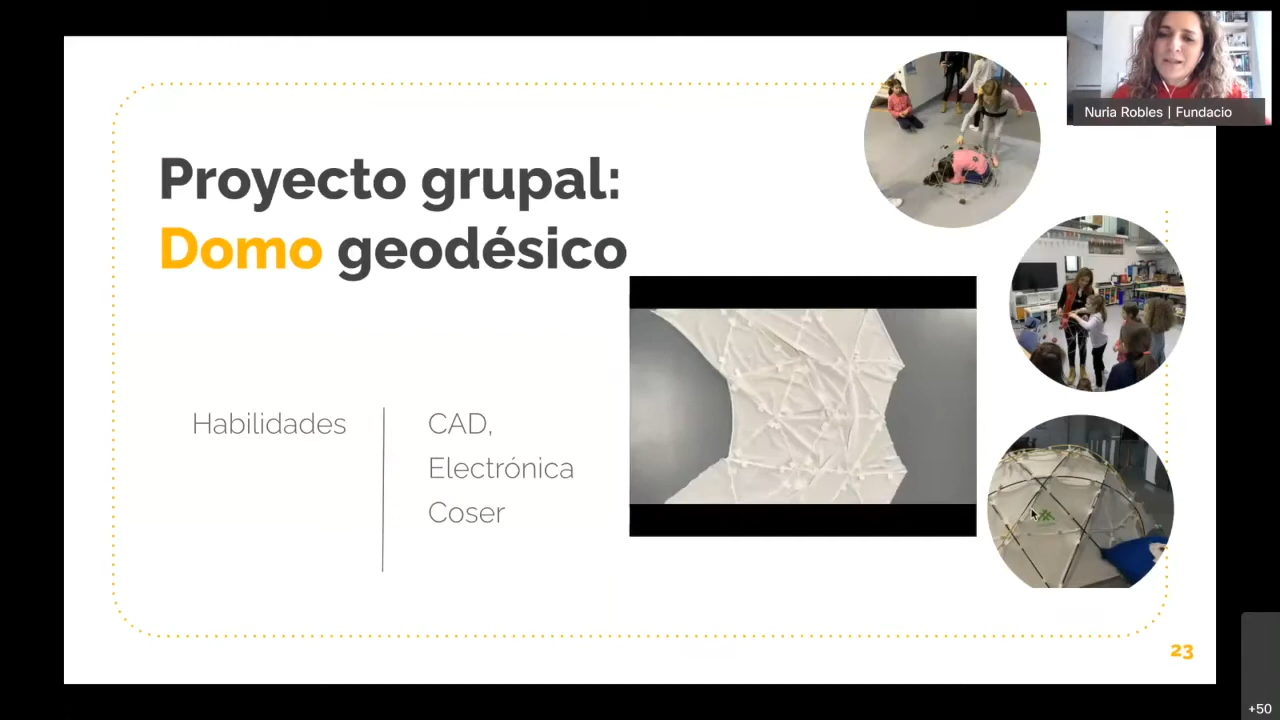 Nuria Robles | Fundacio
Proyecto grupal:
Domo geodésico
Habilidades
CAD,
Electrónica
Coser
23
+50